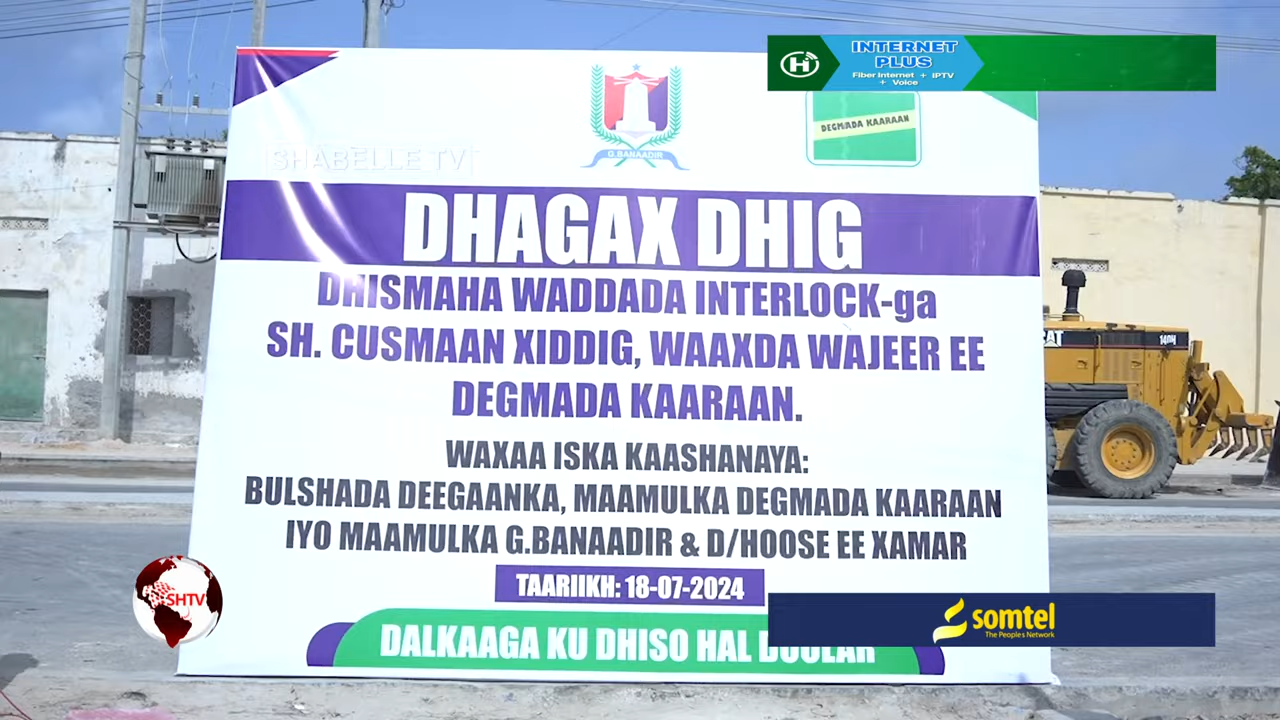 INTERNET
PLUS
Fiber Internet + IPTV
+ Voice
G.BANAADIR
DEGMADA KAARAAN
SHABELLE TV
DHAGAX DHIG
DHISMAHA WADDADA INTERLOCK-ga
SH. CUSMAAN XIDDIG, WAAXDA WAJEER EE
DEGMADA KAARAAN.
CAT 140H
WAXAA ISKA KAASHANAYA:
BULSHADA DEEGAANKA, MAAMULKA DEGMADA KAARAAN
IYO MAAMULKA G.BANAADIR & D/HOOSE EE XAMAR
TAARIIKH: 18-07-2024
SHTV
somtel
The Peoples Network
DALKAAGA KU DHISO HAL DOOLAR